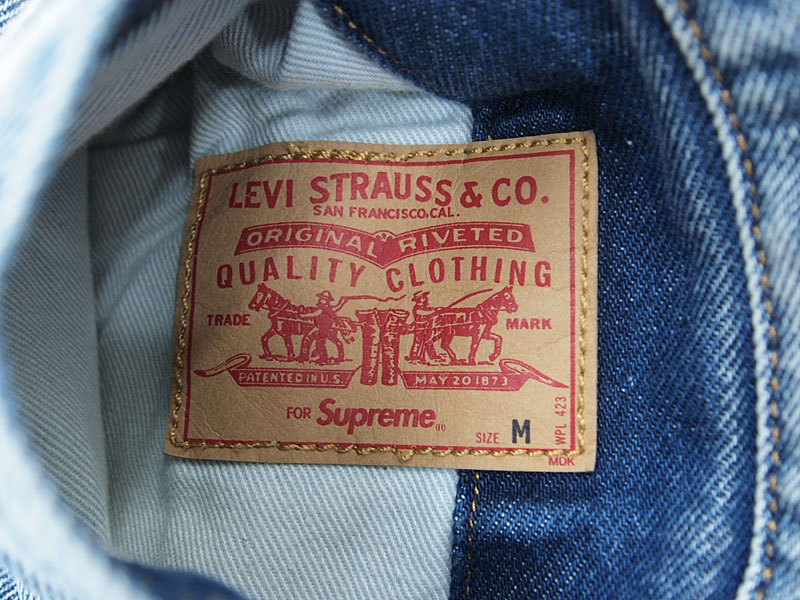 LEVI STRAUSS & CO.
SAN FRANCISCO, CAL.
ORIGINAL RIVETED
QUALITY CLOTHING
TRADE MARK
PATENTED IN U.S. MAY 20 1873
FOR Supreme®
SIZE M
WPL 423
MDK